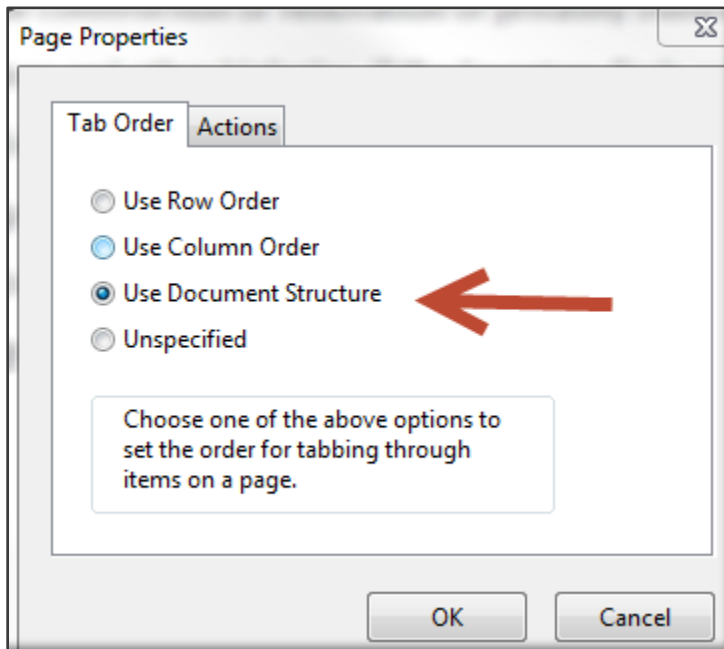 Page Properties
Tab Order Actions
Use Row Order
Use Column Order
Use Document Structure
Unspecified
Choose one of the above options to
set the order for tabbing through
items on a page.
OK Cancel